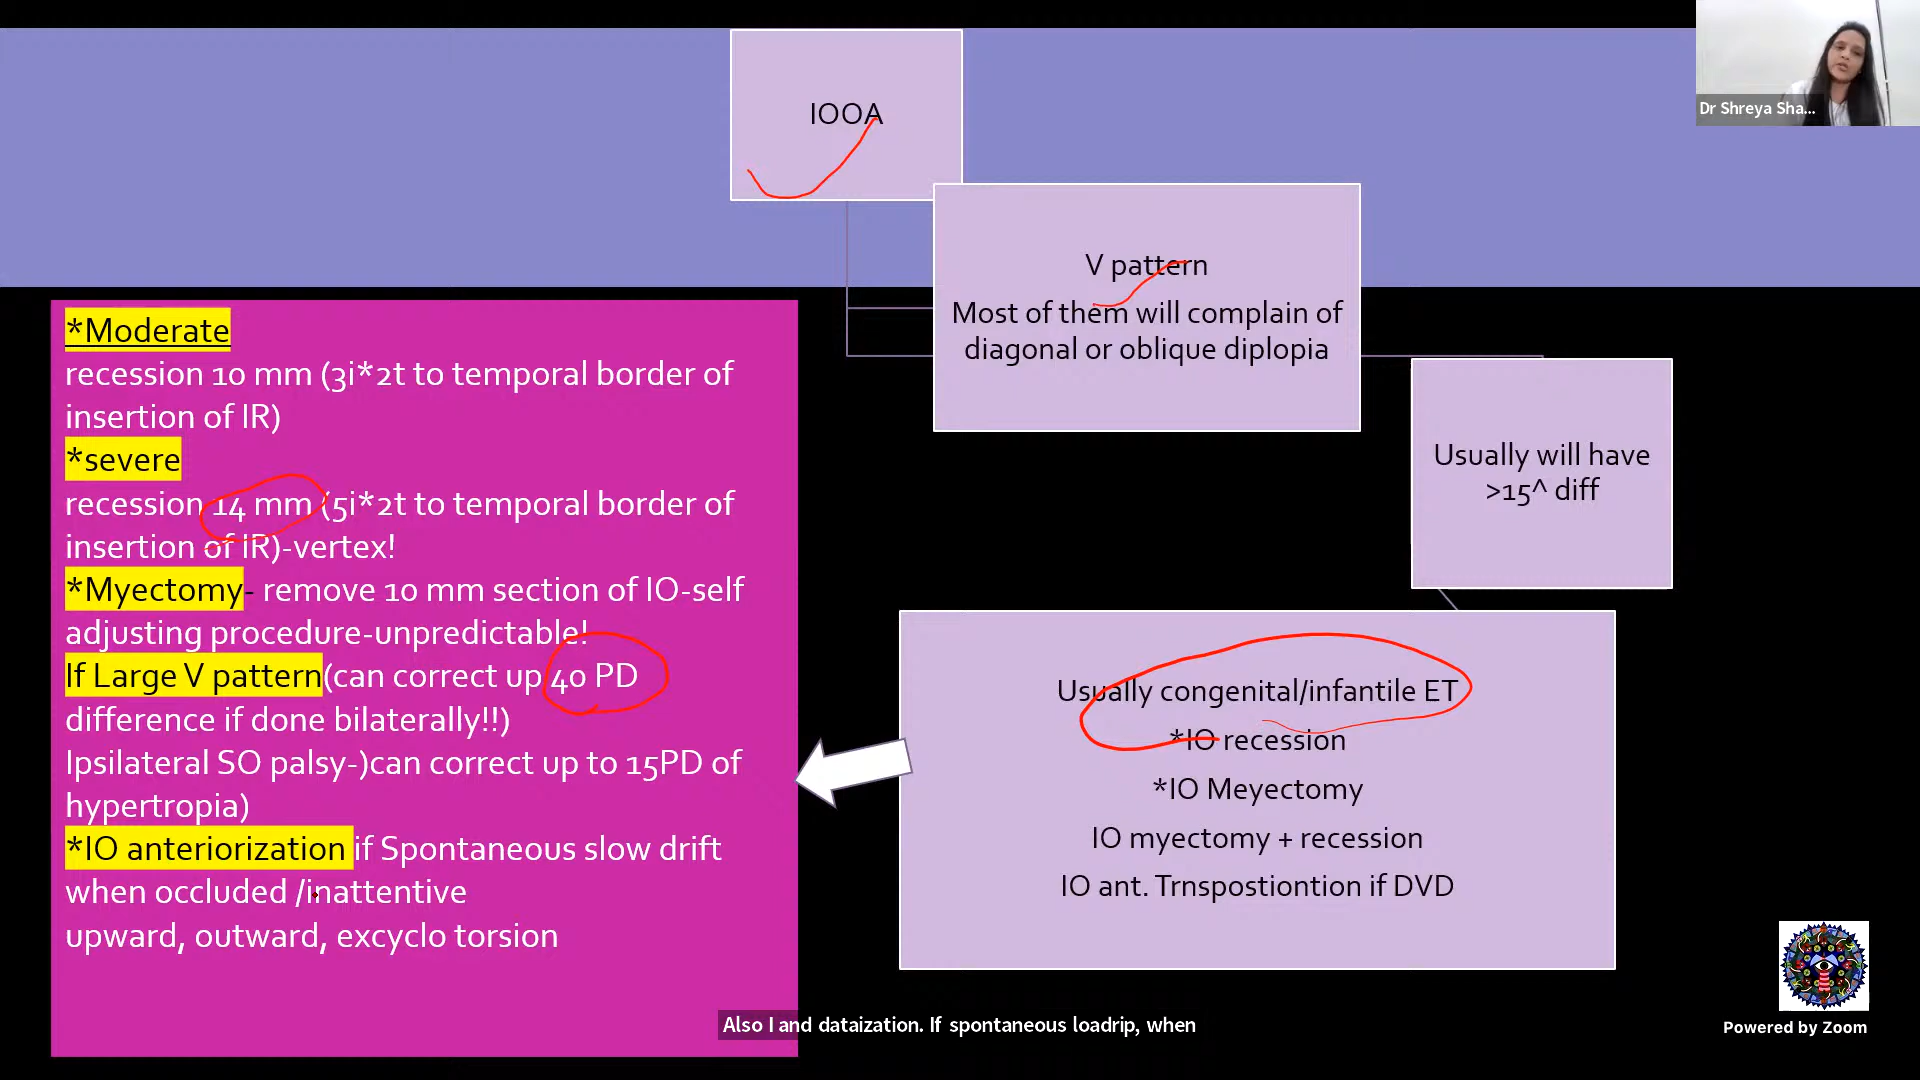 IOOA
Dr Shreya Sha...
V pattern
Most of them will complain of
diagonal or oblique diplopia
Usually will have
>15^ diff
*Moderate
recession 10 mm (3i*2t to temporal border of
insertion of IR)
*severe
recession 14 mm (5i*2t to temporal border of
insertion of IR)-vertex!
*Myectomy- remove 10 mm section of IO-self
adjusting procedure-unpredictable!
If Large V pattern(can correct up 40 PD
difference if done bilaterally!!)
Ipsilateral SO palsy-)can correct up to 15PD of
hypertropia)
*IO anteriorization if Spontaneous slow drift
when occluded /inattentive
upward, outward, excyclo torsion
Usually congenital/infantile ET
*IO recession
*IO Meyectomy
IO myectomy + recession
IO ant. Trnspostiontion if DVD
Also I and dataization. If spontaneous loadrip, when
Powered by Zoom